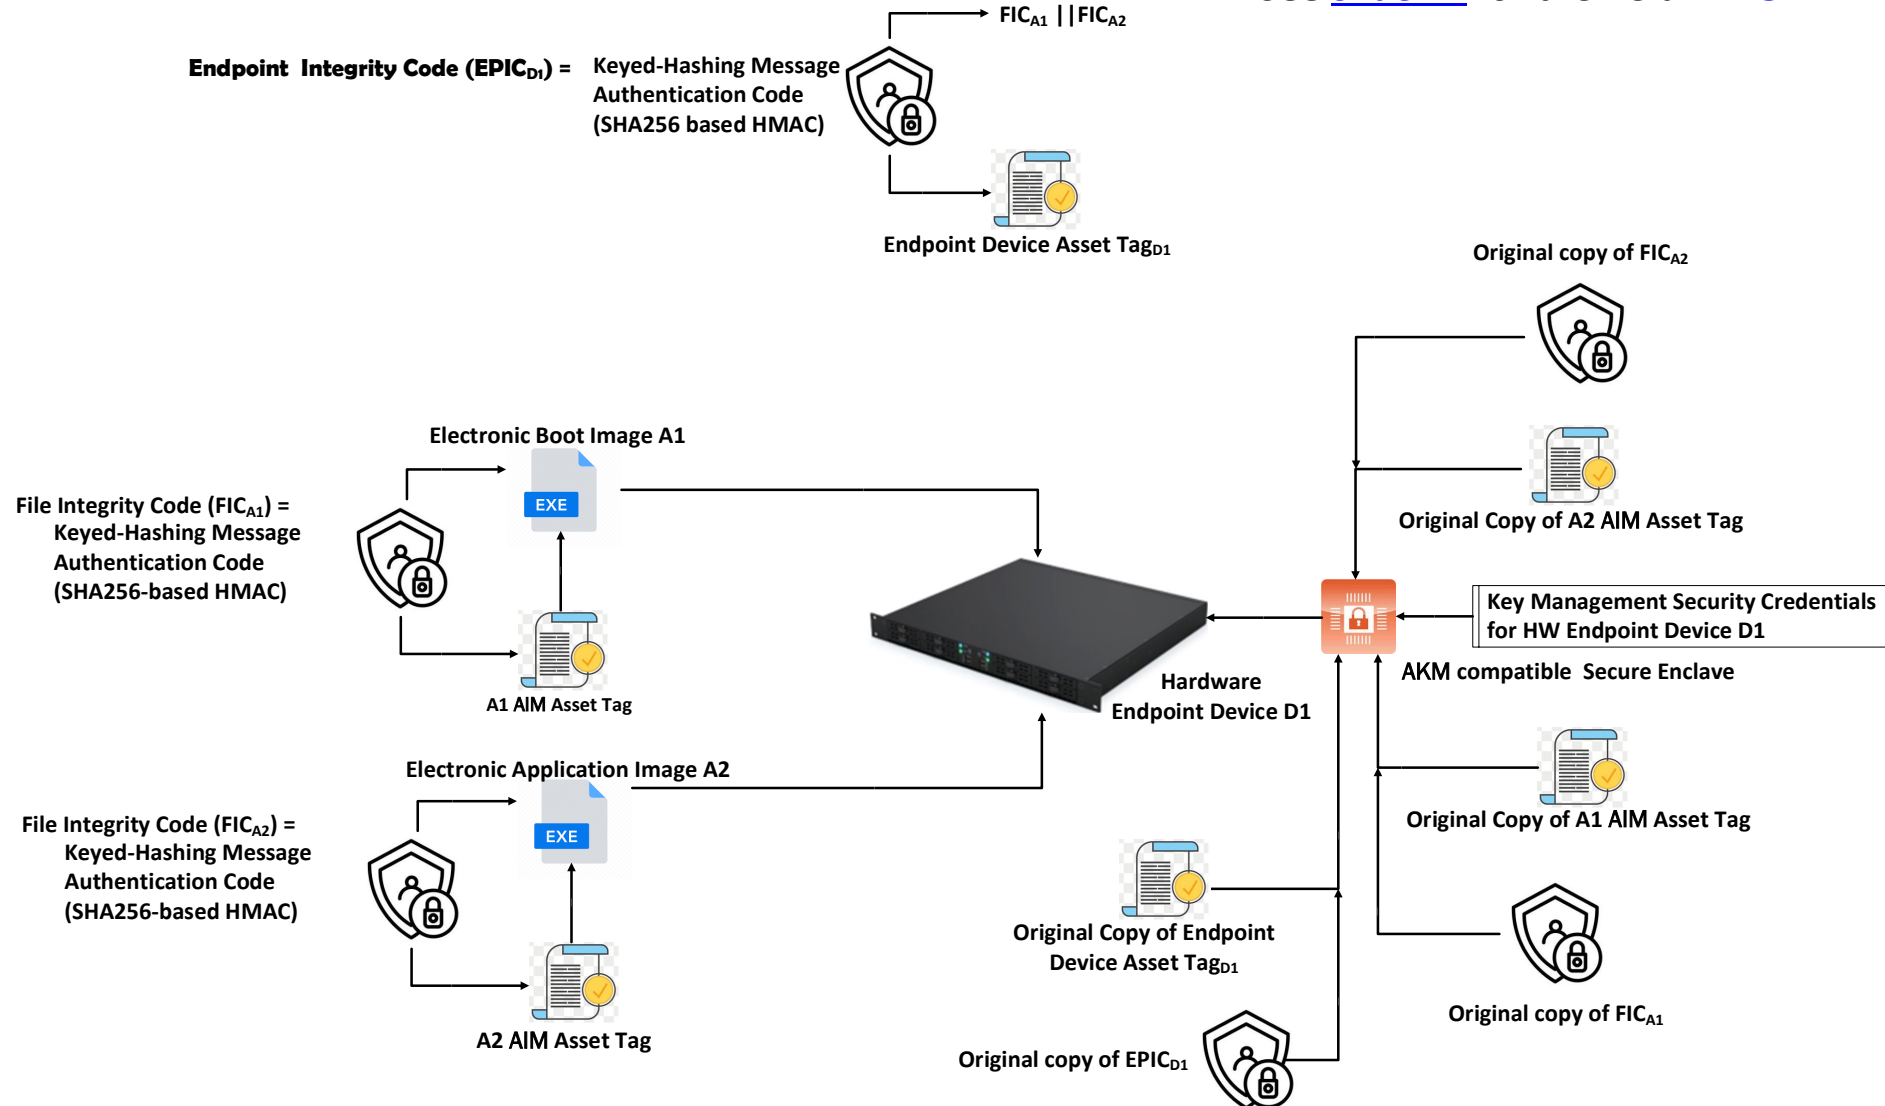 FICA1 ||FICA2
Endpoint Integrity Code (EPICD1) = Keyed-Hashing Message
Authentication Code
(SHA256 based HMAC)
Endpoint Device Asset TagD1
Original copy of FICA2
Electronic Boot Image A1
EXE
File Integrity Code (FICA1) =
Keyed-Hashing Message
Authentication Code
(SHA256-based HMAC)
A1 AIM Asset Tag
Original Copy of A2 AIM Asset Tag
Key Management Security Credentials
for HW Endpoint Device D1
AKM compatible Secure Enclave
Hardware
Endpoint Device D1
Electronic Application Image A2
EXE
File Integrity Code (FICA2) =
Keyed-Hashing Message
Authentication Code
(SHA256-based HMAC)
A2 AIM Asset Tag
Original Copy of A1 AIM Asset Tag
Original Copy of Endpoint
Device Asset TagD1
Original copy of FICA1
Original copy of EPICD1